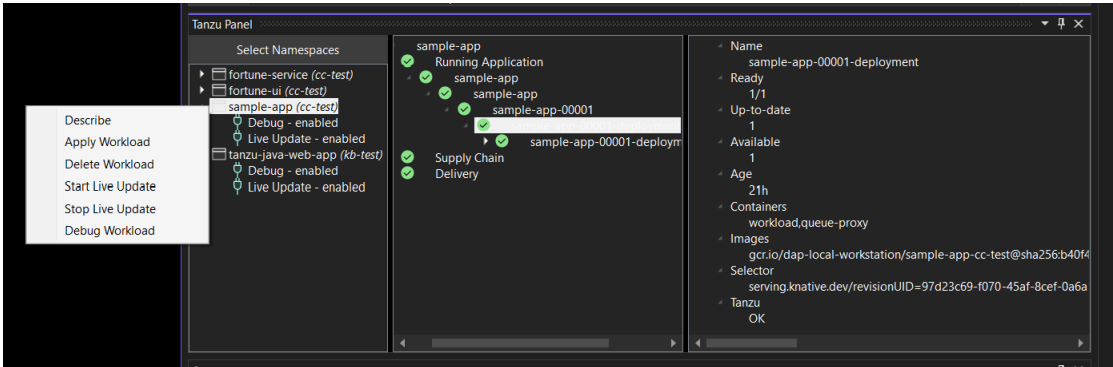 Tanzu Panel
Select Namespaces
fortune-service (cc-test)
fortune-ui (cc-test)
sample-app (cc-test)
Debug - enabled
Live Update - enabled
tanzu-java-web-app (kb-test)
Debug - enabled
Live Update - enabled
Describe
Apply Workload
Delete Workload
Start Live Update
Stop Live Update
Debug Workload
sample-app
Running Application
sample-app
sample-app
sample-app-00001
sample-app-00001-deploym
Supply Chain
Delivery
Name
sample-app-00001-deployment
Ready
1/1
Up-to-date
1
Available
1
Age
21h
Containers
workload,queue-proxy
Images
gcr.io/dap-local-workstation/sample-app-cc-test@sha256:b40f4
Selector
serving.knative.dev/revisionUID=97d23c69-f070-45af-8cef-0a6a
Tanzu
OK